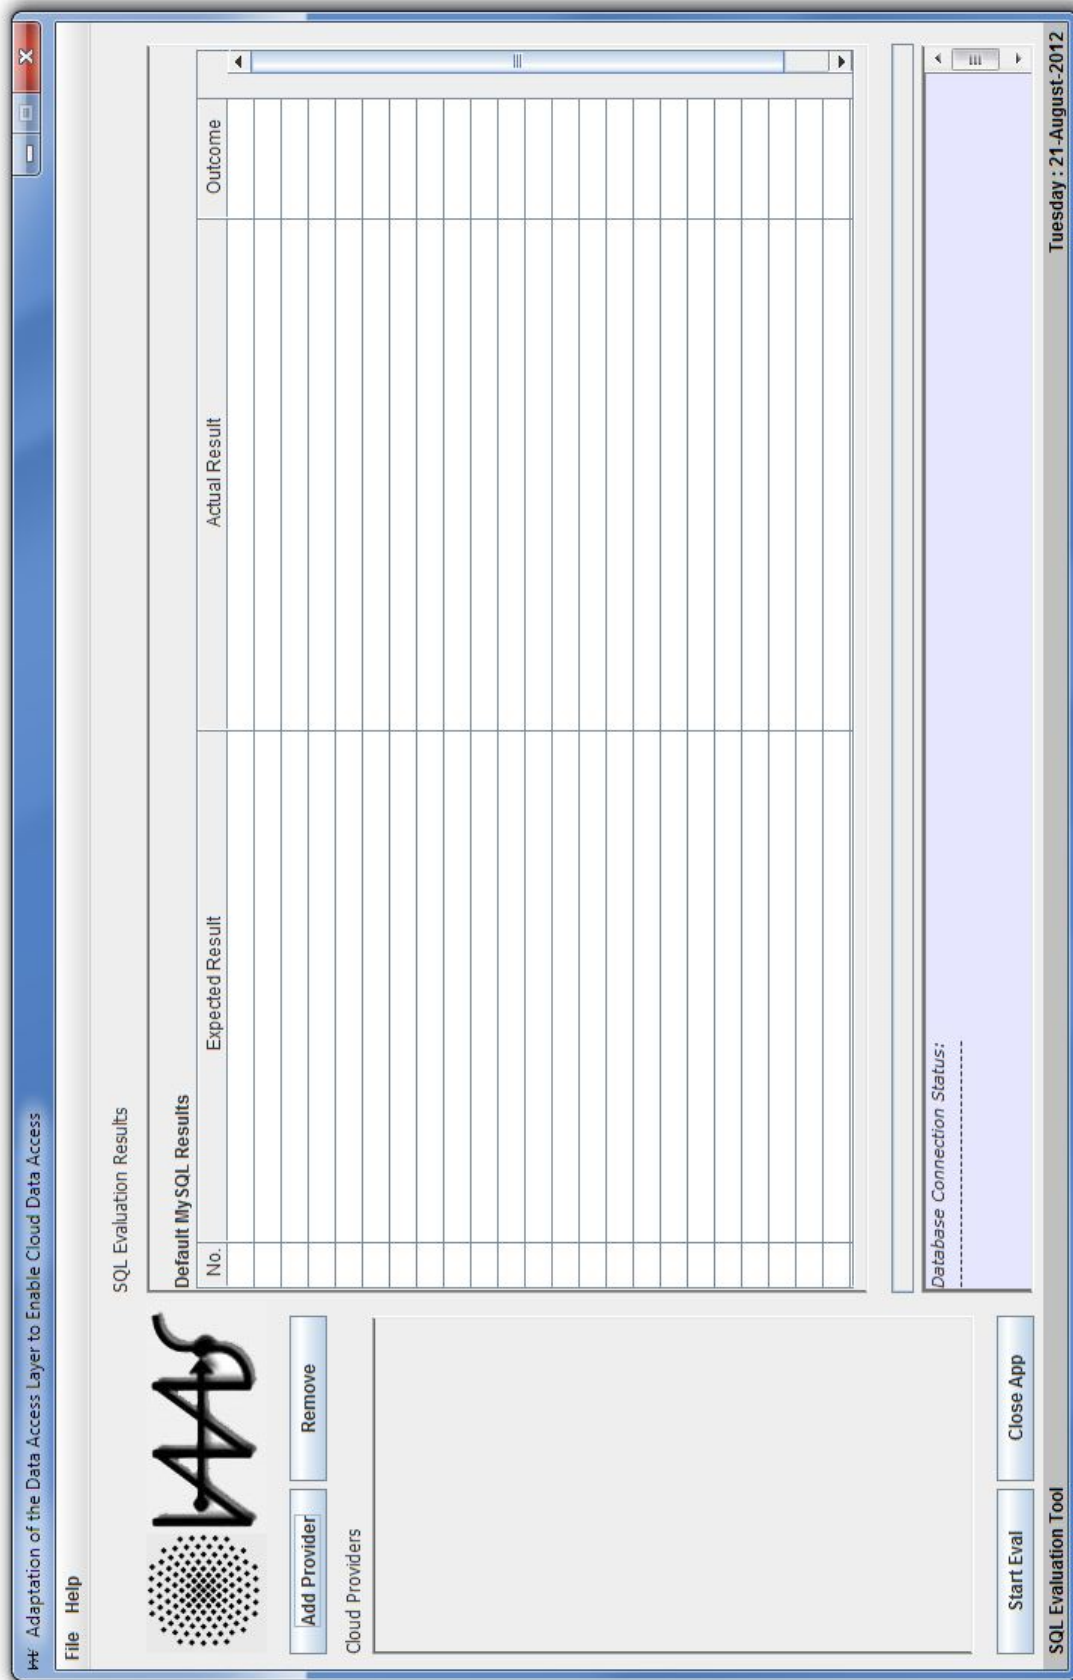 Adaptation of the Data Access Layer to Enable Cloud Data Access
File Help
SQL Evaluation Results
Default MySQL Results
No. Expected Result Actual Result Outcome
Add Provider Remove
Cloud Providers
Database Connection Status:
--------------------------------
Start Eval Close App
SQL Evaluation Tool Tuesday : 21-August-2012